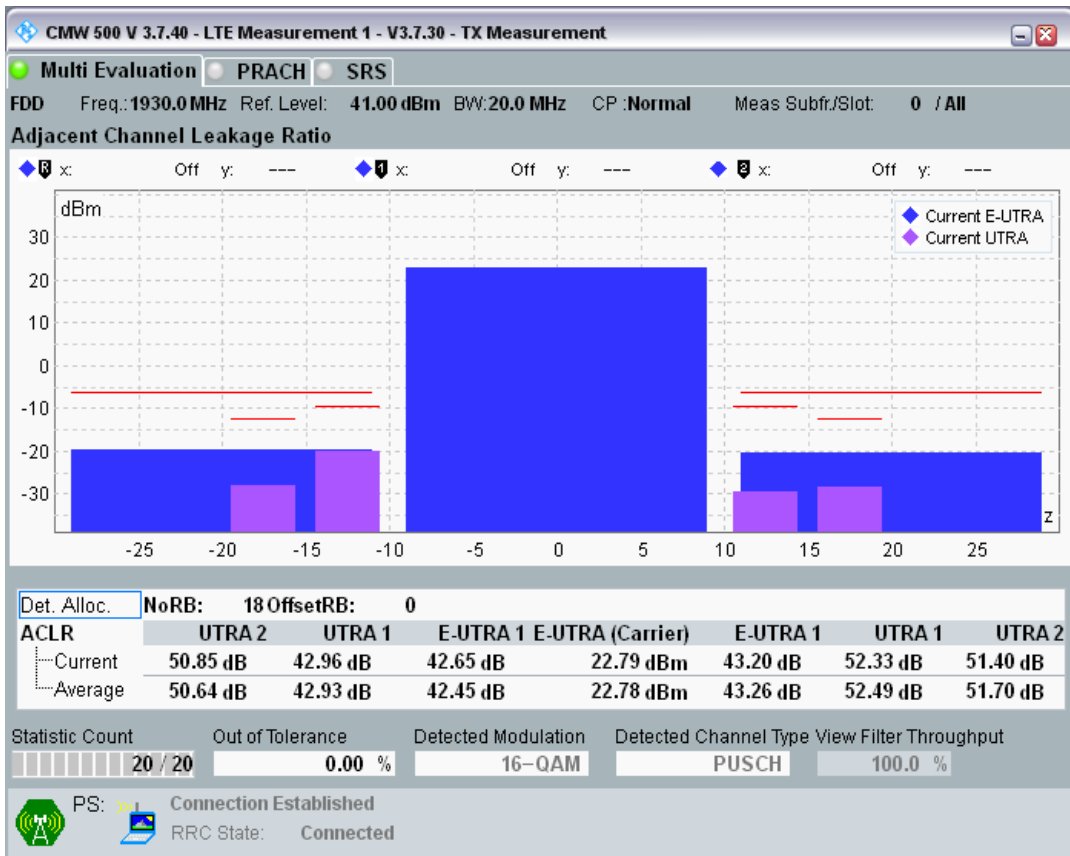 CMW 500 V 3.7.40 - LTE Measurement 1 - V3.7.30 - TX Measurement
Multi Evaluation PRACH SRS
FDD Freq.:1930.0 MHz Ref. Level: 41.00 dBm BW:20.0 MHz CP :Normal Meas Subfr./Slot: 0 / All
Adjacent Channel Leakage Ratio
R x: Off y: --- 1 x: Off y: --- 2 x: Off y: ---
dBm
Current E-UTRA
Current UTRA
30
20
10
0
-10
-20
-30
z
-25 -20 -15 -10 -5 0 5 10 15 20 25
Det. Alloc. NoRB: 18 OffsetRB: 0
ACLR UTRA 2 UTRA 1 E-UTRA 1 E-UTRA (Carrier) E-UTRA 1 UTRA 1 UTRA 2
Current 50.85 dB 42.96 dB 42.65 dB 22.79 dBm 43.20 dB 52.33 dB 51.40 dB
Average 50.64 dB 42.93 dB 42.45 dB 22.78 dBm 43.26 dB 52.49 dB 51.70 dB
Statistic Count Out of Tolerance Detected Modulation Detected Channel Type View Filter Throughput
20 / 20 0.00 % 16-QAM PUSCH 100.0 %
PS: Connection Established
RRC State: Connected